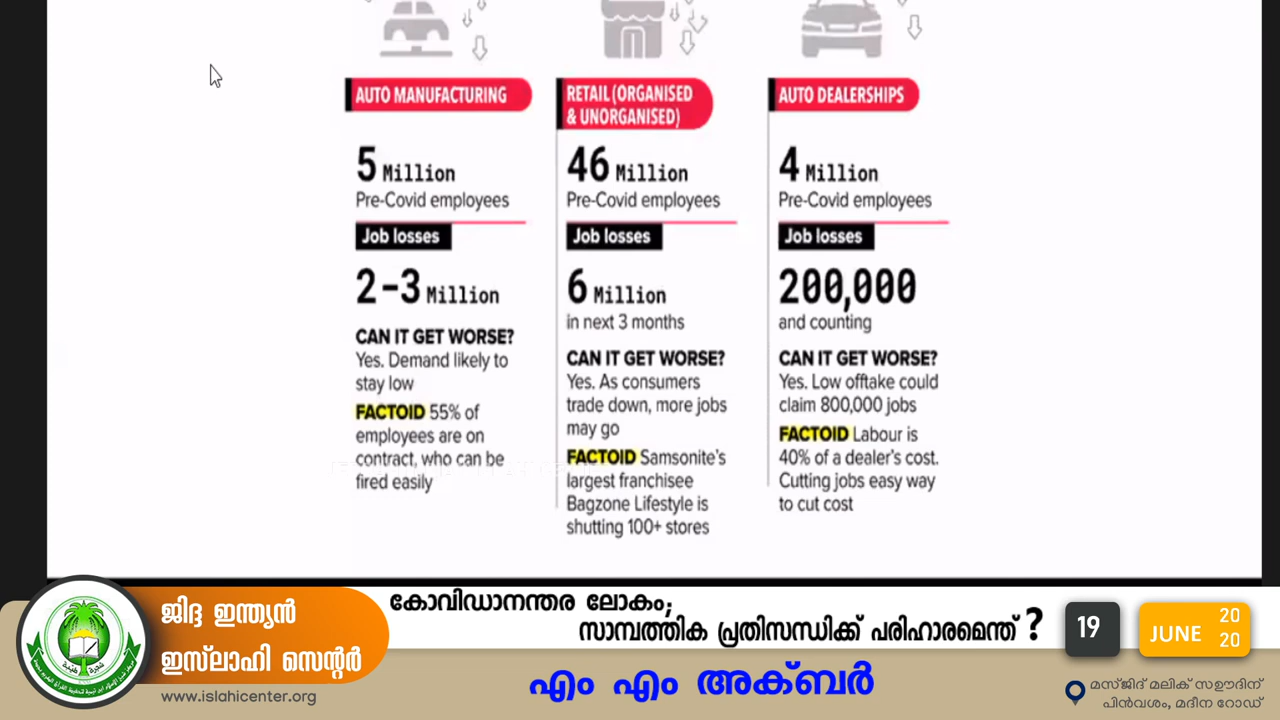 AUTO MANUFACTURING
5 Million
Pre-Covid employees
Job losses
2-3 Million
CAN IT GET WORSE?
Yes. Demand likely to
stay low
FACTOID 55% of
employees are on
contract, who can be
fired easily
RETAIL (ORGANISED
& UNORGANISED)
46 Million
Pre-Covid employees
Job losses
6 Million
in next 3 months
CAN IT GET WORSE?
Yes. As consumers
trade down, more jobs
may go
FACTOID Samsonite's
largest franchisee
Bagzone Lifestyle is
shutting 100+ stores
AUTO DEALERSHIPS
4 Million
Pre-Covid employees
Job losses
200,000
and counting
CAN IT GET WORSE?
Yes. Low offtake could
claim 800,000 jobs
FACTOID Labour is
40% of a dealer's cost.
Cutting jobs easy way
to cut cost
ജിദ്ദ ഇന്ത്യൻ
ഇസ്‌ലാഹി സെന്റർ
www.islahicenter.org
കോവിഡാനന്തര ലോകം;
സാമ്പത്തിക പ്രതിസന്ധിക്ക് പരിഹാരമെന്ത് ?
എം എം അക്ബർ
19
JUNE
20
20
മസ്ജിദ് മലിക് സഊദിന്
പിൻവശം, മദീന റോഡ്